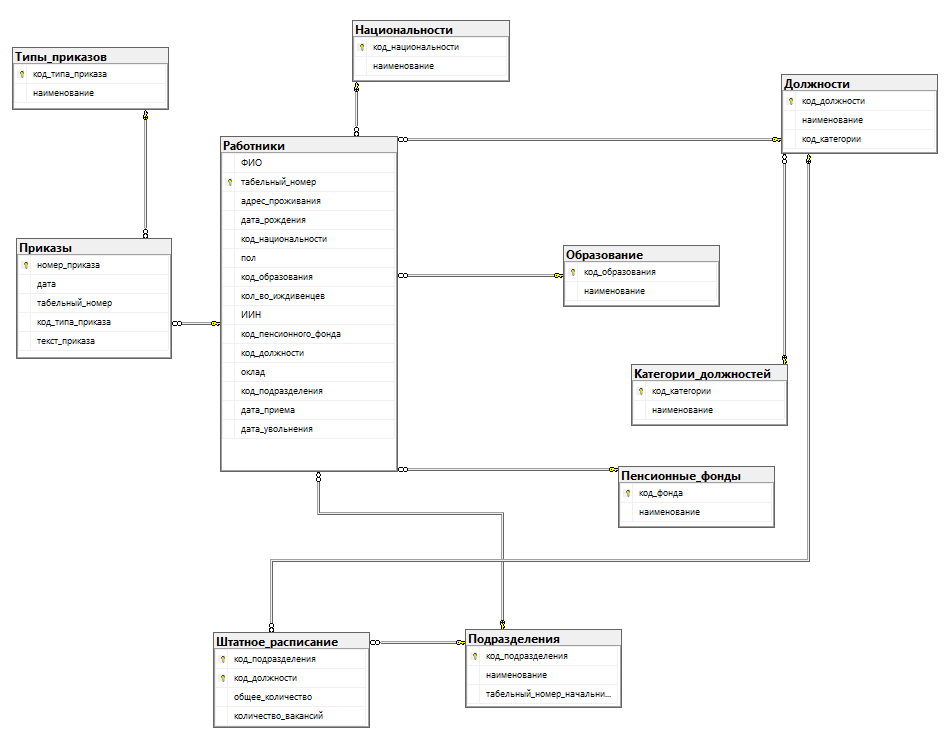 Национальности
код_национальности
наименование
Типы_приказов
код_типа_приказа
наименование
Должности
код_должности
наименование
код_категории
Работники
ФИО
табельный_номер
адрес_проживания
дата_рождения
код_национальности
пол
код_образования
кол_во_иждивенцев
ИИН
код_пенсионного_фонда
код_должности
оклад
код_подразделения
дата_приема
дата_увольнения
Приказы
номер_приказа
дата
табельный_номер
код_типа_приказа
текст_приказа
Образование
код_образования
наименование
Категории_должностей
код_категории
наименование
Пенсионные_фонды
код_фонда
наименование
Штатное_расписание
код_подразделения
код_должности
общее_количество
количество_вакансий
Подразделения
код_подразделения
наименование
табельный_номер_начальни...